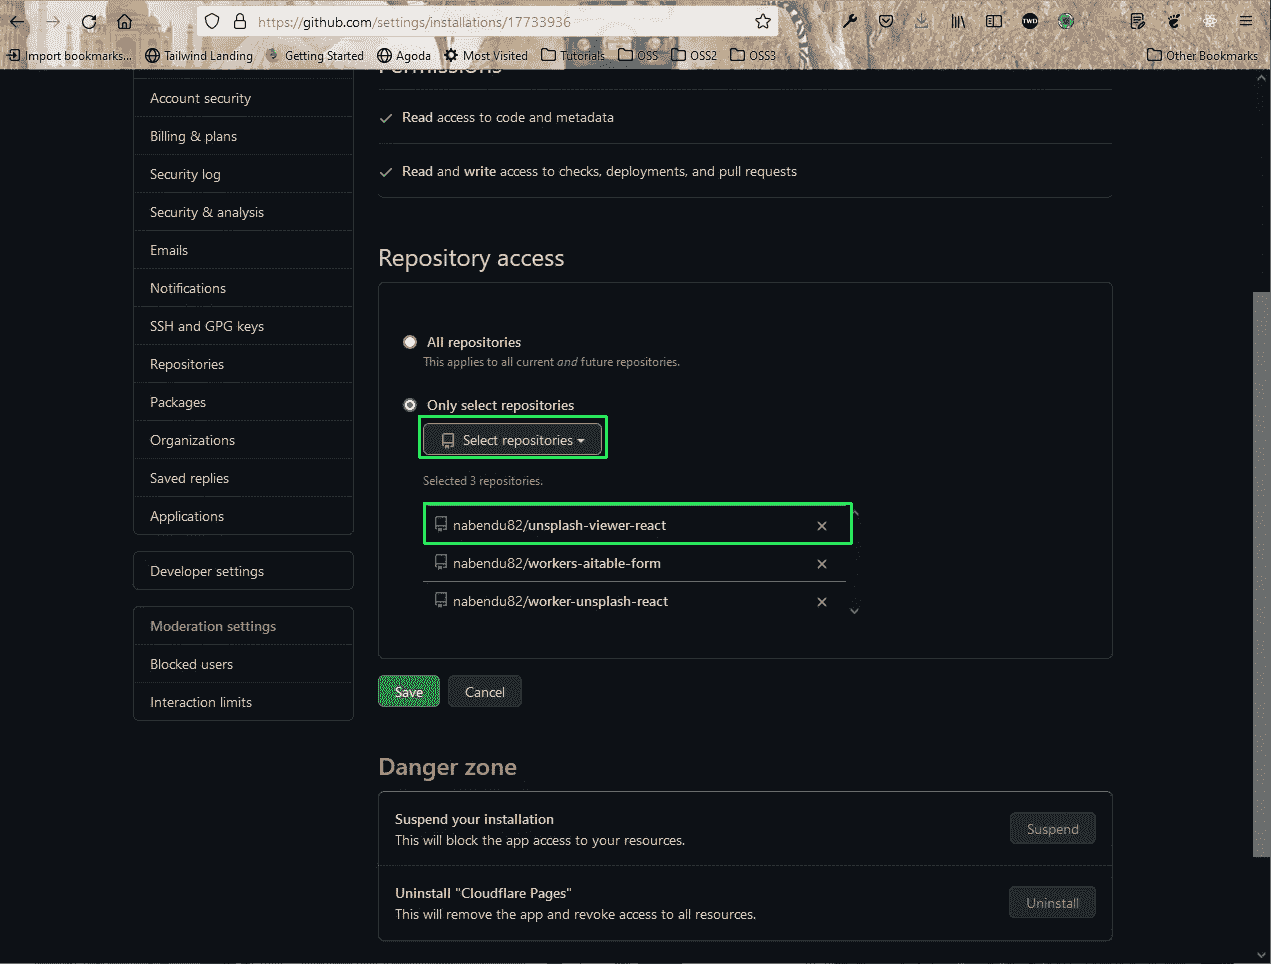 https://github.com/settings/installations/17733936
TWD
Import bookmarks... Tailwind Landing Getting Started Agoda Most Visited Tutorials OSS OSS2 OSS3 Other Bookmarks
Permissions
Account security
Billing & plans
Security log
Security & analysis
Emails
Notifications
SSH and GPG keys
Repositories
Packages
Organizations
Saved replies
Applications
Developer settings
Moderation settings
Blocked users
Interaction limits
Read access to code and metadata
Read and write access to checks, deployments, and pull requests
Repository access
All repositories
This applies to all current and future repositories.
Only select repositories
Select repositories
Selected 3 repositories.
nabendu82/unsplash-viewer-react
nabendu82/workers-aitable-form
nabendu82/worker-unsplash-react
Save Cancel
Danger zone
Suspend your installation
This will block the app access to your resources.
Suspend
Uninstall "Cloudflare Pages"
This will remove the app and revoke access to all resources.
Uninstall